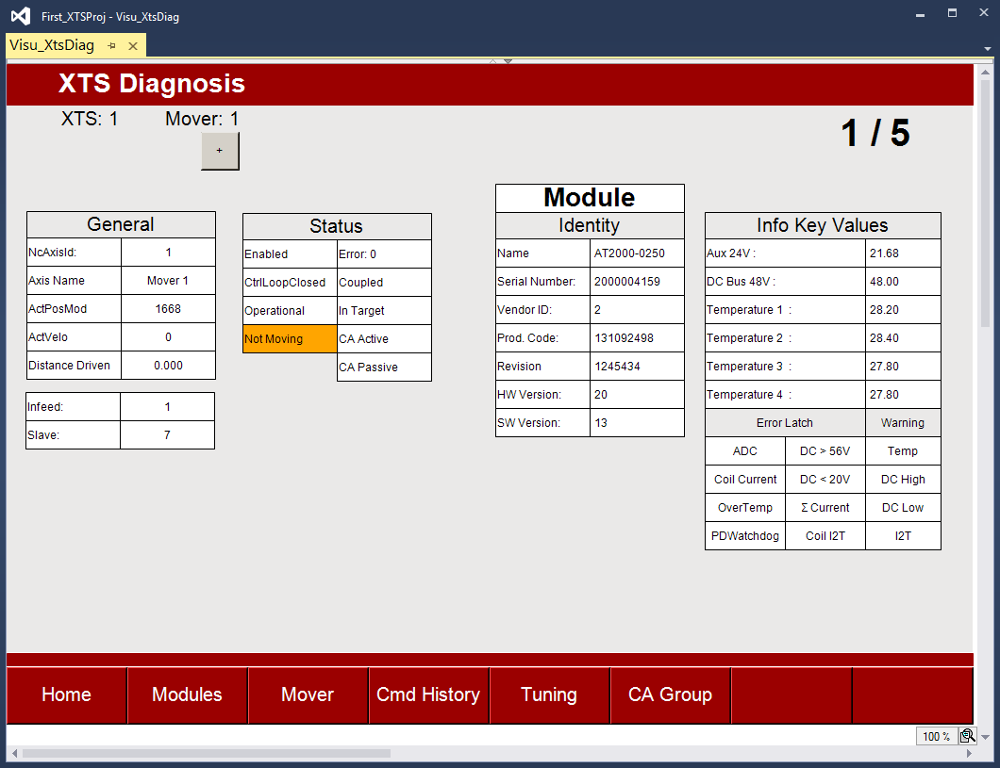 First_XTSProj - Visu_XtsDiag
Visu_XtsDiag
XTS Diagnosis
XTS: 1 Mover: 1
1 / 5
+
General
NcAxisId: 1
Axis Name Mover 1
ActPosMod 1668
ActVelo 0
Distance Driven 0.000
Infeed: 1
Slave: 7
Status
Enabled Error: 0
CtrlLoopClosed Coupled
Operational In Target
Not Moving CA Active
CA Passive
Module
Identity
Name AT2000-0250
Serial Number: 2000004159
Vendor ID: 2
Prod. Code: 131092498
Revision 1245434
HW Version: 20
SW Version: 13
Info Key Values
Aux 24V : 21.68
DC Bus 48V : 48.00
Temperature 1 : 28.20
Temperature 2 : 28.40
Temperature 3 : 27.80
Temperature 4 : 27.80
Error Latch Warning
ADC DC > 56V Temp
Coil Current DC < 20V DC High
OverTemp Σ Current DC Low
PDWatchdog Coil I2T I2T
Home Modules Mover Cmd History Tuning CA Group
100 %